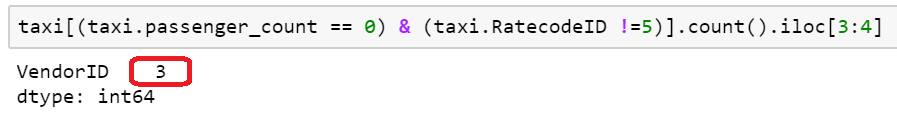 taxi[(taxi.passenger_count == 0) & (taxi.RatecodeID !=5)].count().iloc[3:4]
VendorID    3
dtype: int64